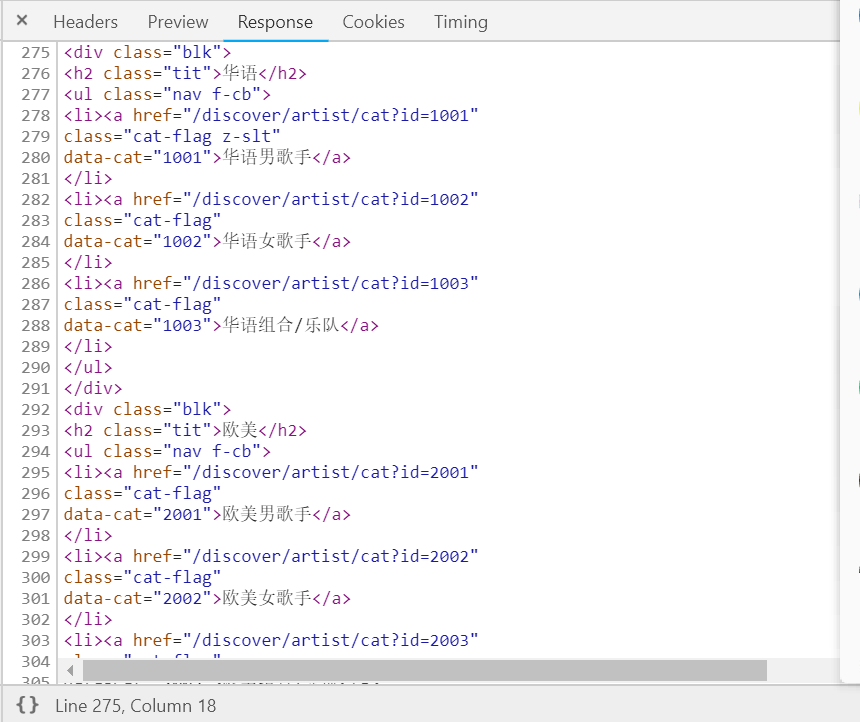 × Headers Preview Response Cookies Timing
275 <div class="blk">
276 <h2 class="tit">华语</h2>
277 <ul class="nav f-cb">
278 <li><a href="/discover/artist/cat?id=1001"
279 class="cat-flag z-slt"
280 data-cat="1001">华语男歌手</a>
281 </li>
282 <li><a href="/discover/artist/cat?id=1002"
283 class="cat-flag"
284 data-cat="1002">华语女歌手</a>
285 </li>
286 <li><a href="/discover/artist/cat?id=1003"
287 class="cat-flag"
288 data-cat="1003">华语组合/乐队</a>
289 </li>
290 </ul>
291 </div>
292 <div class="blk">
293 <h2 class="tit">欧美</h2>
294 <ul class="nav f-cb">
295 <li><a href="/discover/artist/cat?id=2001"
296 class="cat-flag"
297 data-cat="2001">欧美男歌手</a>
298 </li>
299 <li><a href="/discover/artist/cat?id=2002"
300 class="cat-flag"
301 data-cat="2002">欧美女歌手</a>
302 </li>
303 <li><a href="/discover/artist/cat?id=2003"
304
305
{} Line 275, Column 18